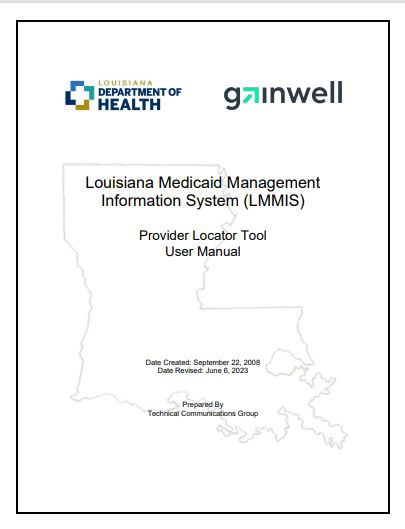 LOUISIANA
DEPARTMENT OF
HEALTH
gainwell
Louisiana Medicaid Management
Information System (LMMIS)
Provider Locator Tool
User Manual
Date Created: September 22, 2008
Date Revised: June 6, 2023
Prepared By
Technical Communications Group